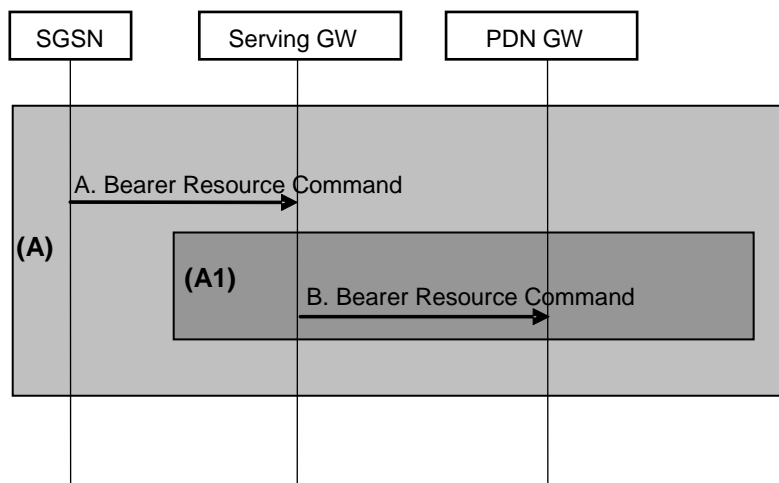 SGSN
Serving GW
PDN GW
A. Bearer Resource Command
(A)
(A1)
B. Bearer Resource Command